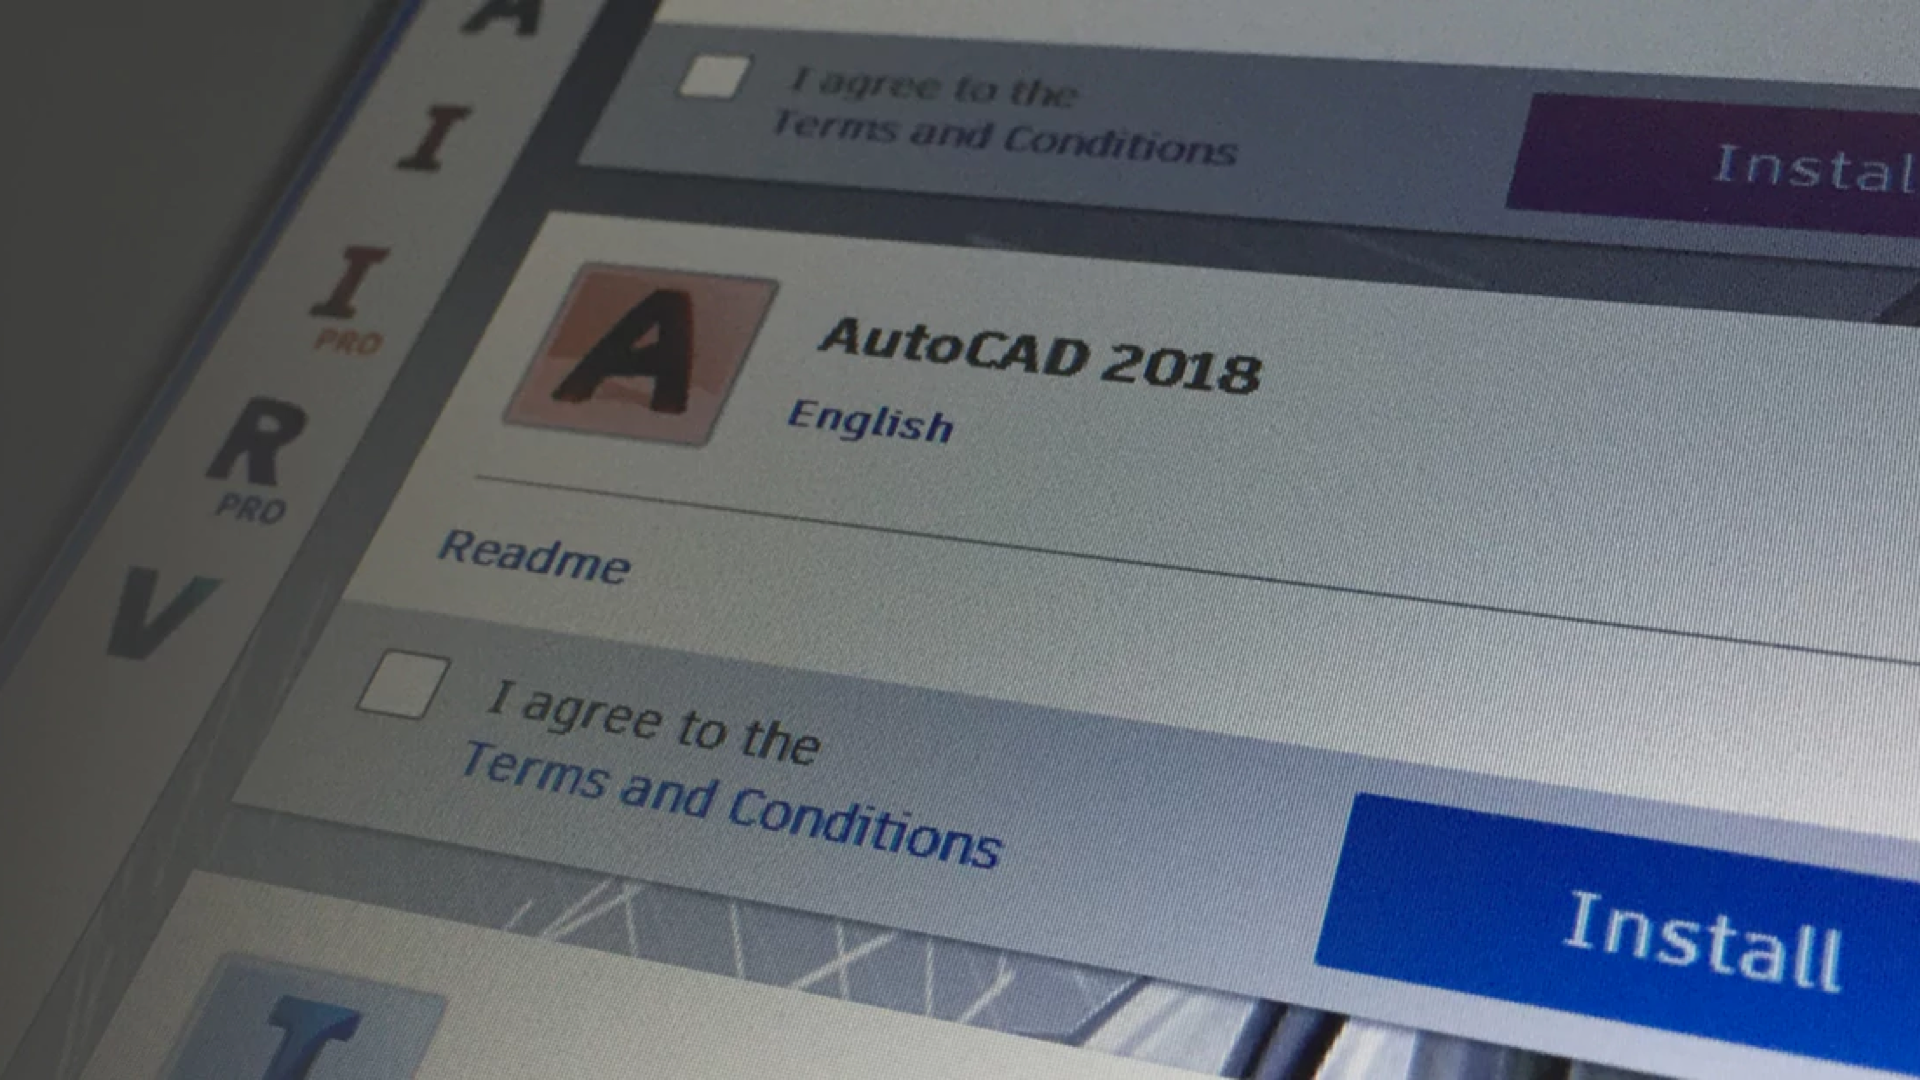 A
I
I
PRO
R
PRO
V
I agree to the
Terms and Conditions
Instal
A
AutoCAD 2018
English
Readme
I agree to the
Terms and Conditions
Install
I